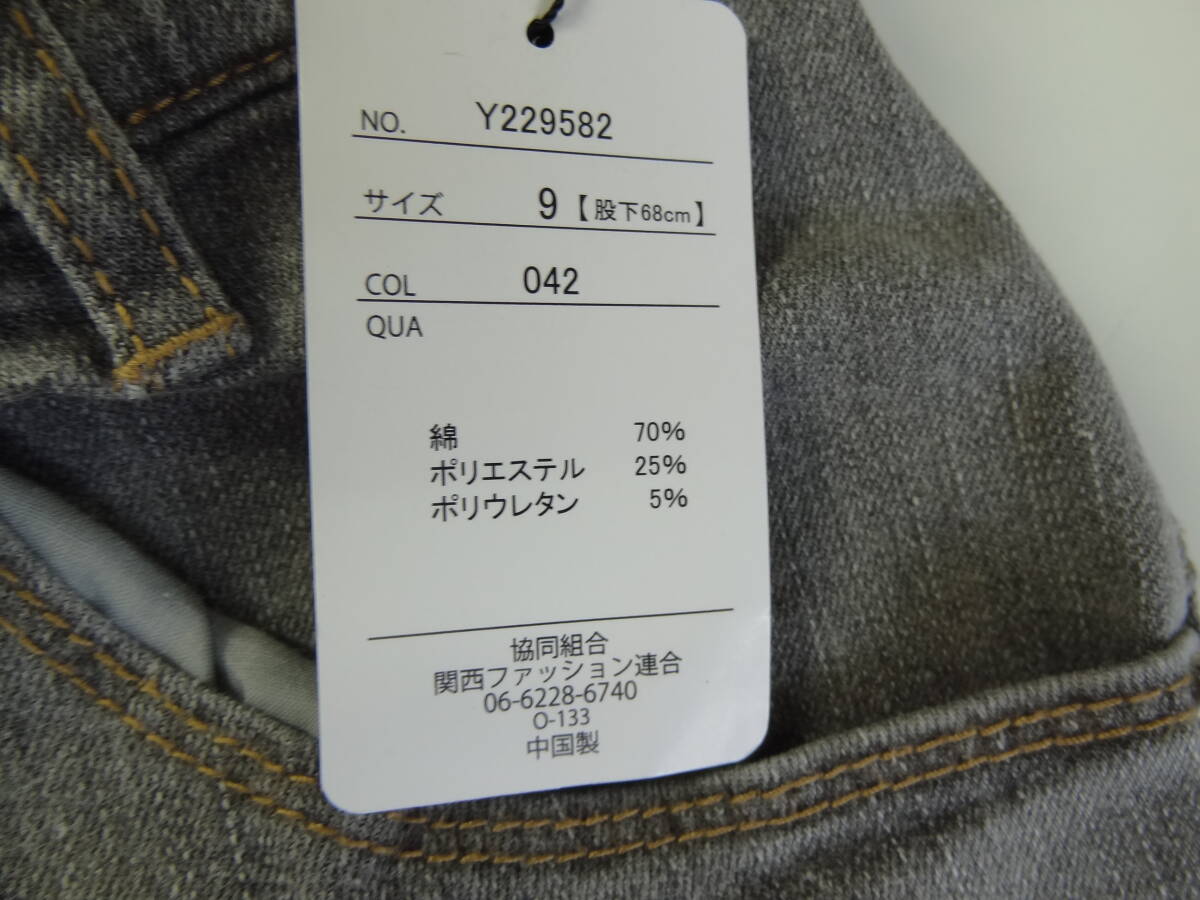 NO. Y229582
サイズ 9【股下68cm】
COL 042
QUA
綿 70%
ポリエステル 25%
ポリウレタン 5%
協同組合
関西ファッション連合
06-6228-6740
O-133
中国製